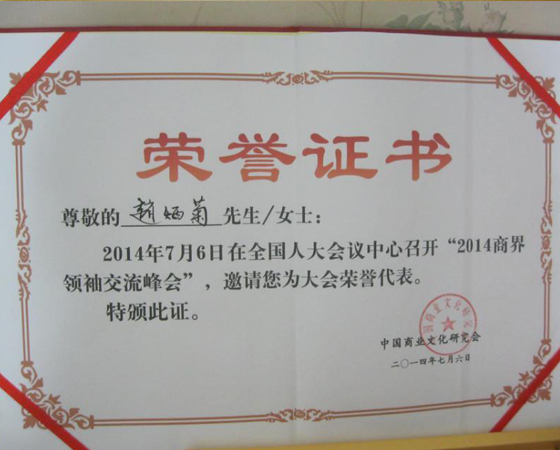 荣誉证书
尊敬的 赵炳菊 先生/女士：
2014年7月6日在全国人大会议中心召开“2014商界
领袖交流峰会”，邀请您为大会荣誉代表。
特颁此证。
中国商业文化研究会
二〇一四年七月六日